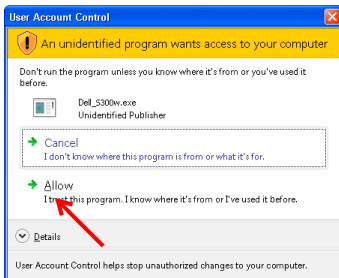 User Account Control
An unidentified program wants access to your computer
Don't run the program unless you know where it's from or you've used it
before.
Dell_S300w.exe
Unidentified Publisher
Cancel
I don't know where this program is from or what it's for.
Allow
I trust this program. I know where it's from or I've used it before.
Details
User Account Control helps stop unauthorized changes to your computer.